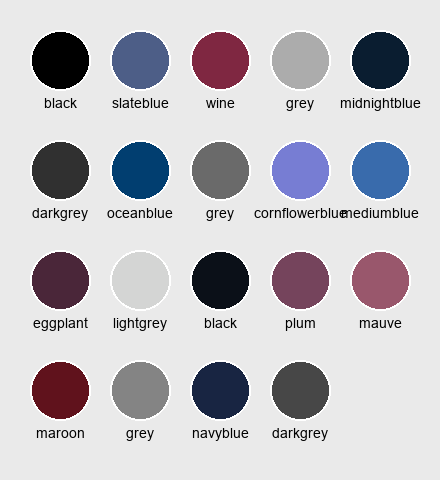 black slateblue wine grey midnightblue
darkgrey oceanblue grey cornflowerblue mediumblue
eggplant lightgrey black plum mauve
maroon grey navyblue darkgrey